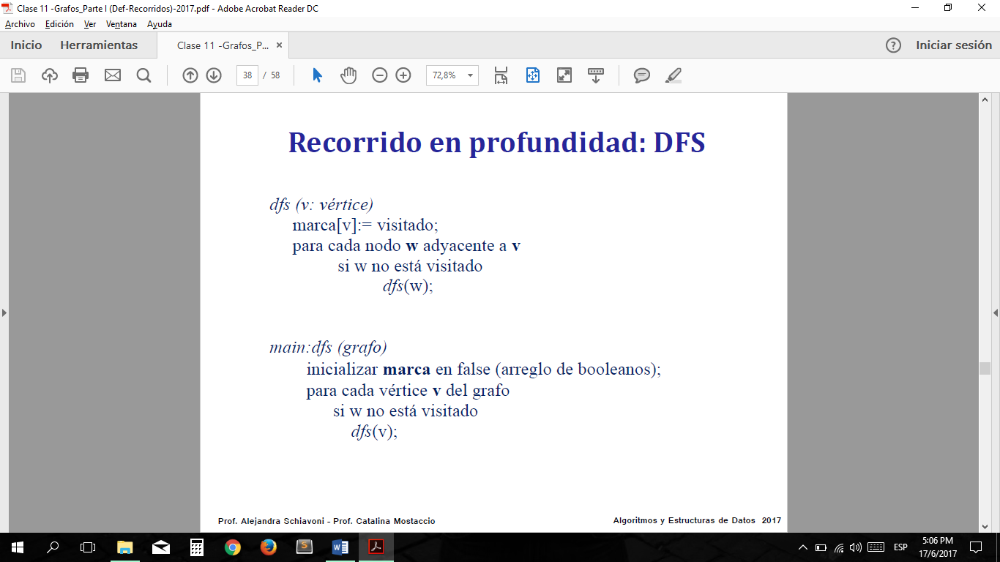 Clase 11 -Grafos_Parte I (Def-Recorridos)-2017.pdf - Adobe Acrobat Reader DC
Archivo Edición Ver Ventana Ayuda
Inicio Herramientas Clase 11 -Grafos_P... × ? Iniciar sesión
38 / 58 72,8%
Recorrido en profundidad: DFS
dfs (v: vértice)
marca[v]:= visitado;
para cada nodo w adyacente a v
si w no está visitado
dfs(w);
main:dfs (grafo)
inicializar marca en false (arreglo de booleanos);
para cada vértice v del grafo
si w no está visitado
dfs(v);
Prof. Alejandra Schiavoni – Prof. Catalina Mostaccio
Algoritmos y Estructuras de Datos 2017
ESP
5:06 PM
17/6/2017